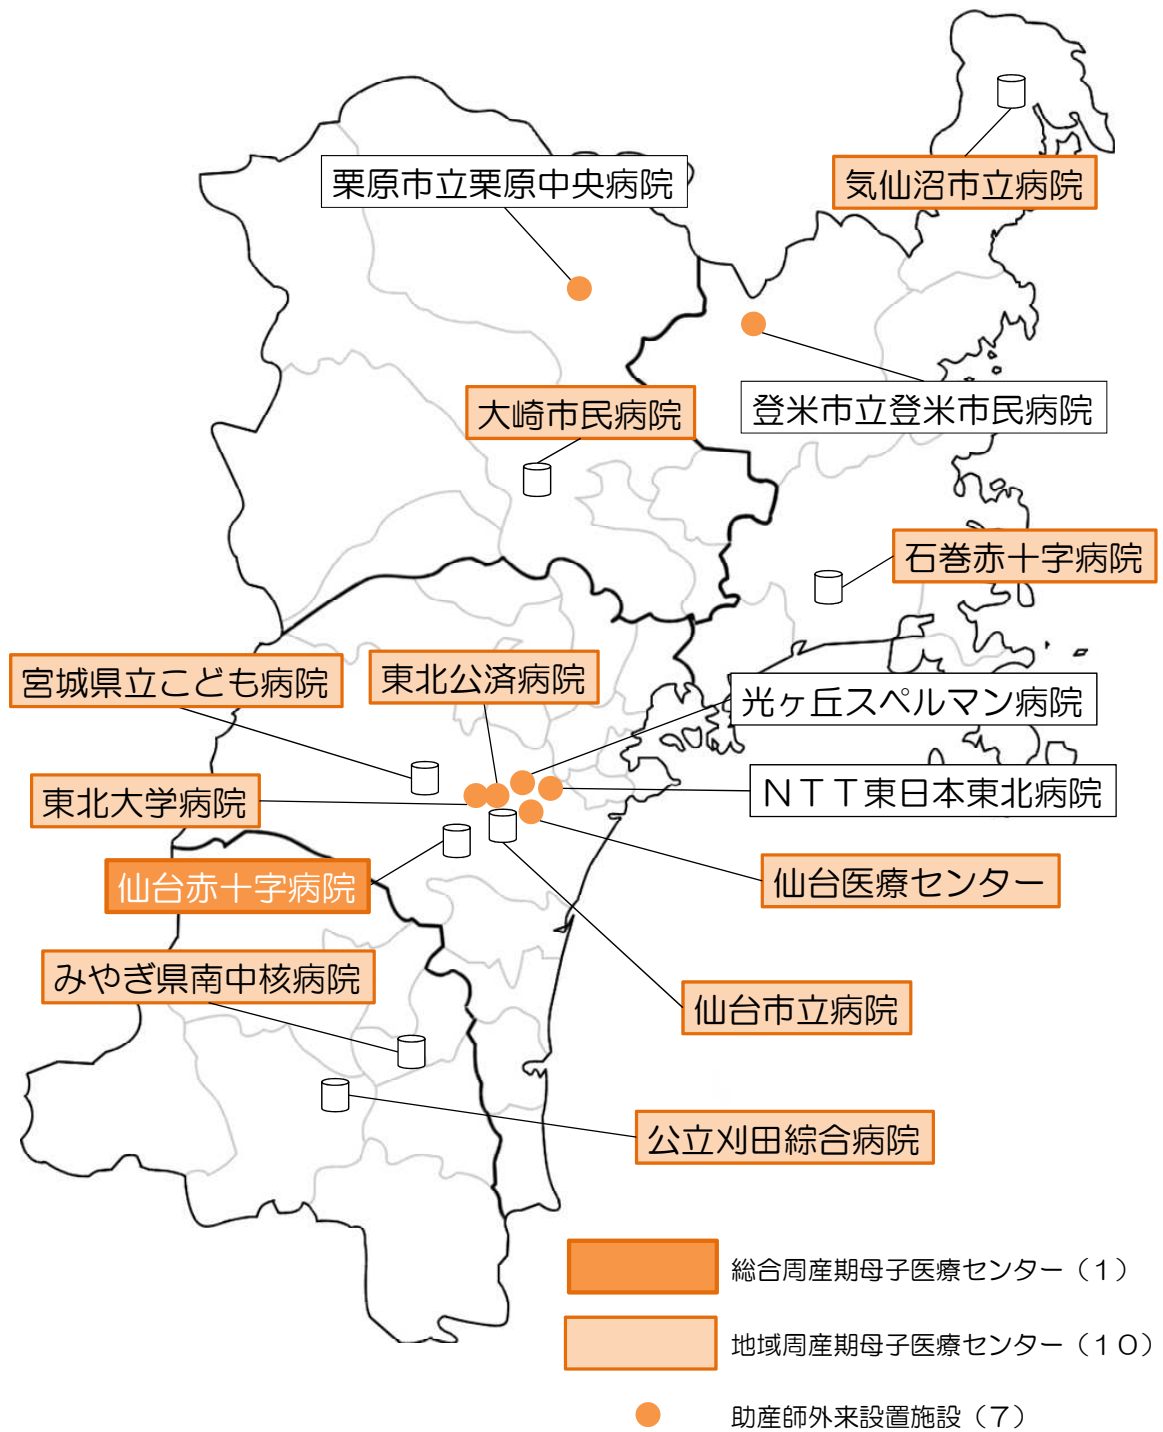 栗原市立栗原中央病院
気仙沼市立病院
大崎市民病院
登米市立登米市民病院
石巻赤十字病院
宮城県立こども病院
東北公済病院
光ヶ丘スペルマン病院
東北大学病院
ＮＴＴ東日本東北病院
仙台赤十字病院
仙台医療センター
みやぎ県南中核病院
仙台市立病院
公立刈田綜合病院
総合周産期母子医療センター（１）
地域周産期母子医療センター（１０）
助産師外来設置施設（７）